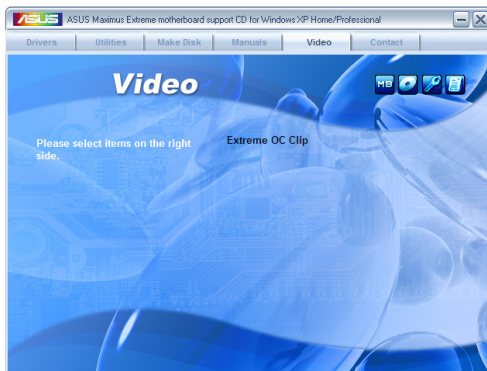 ASUS ASUS Maximus Extreme motherboard support CD for Windows XP Home/Professional
Drivers Utilities Make Disk Manuals Video Contact
Video
MB
Please select items on the right
side.
Extreme OC Clip